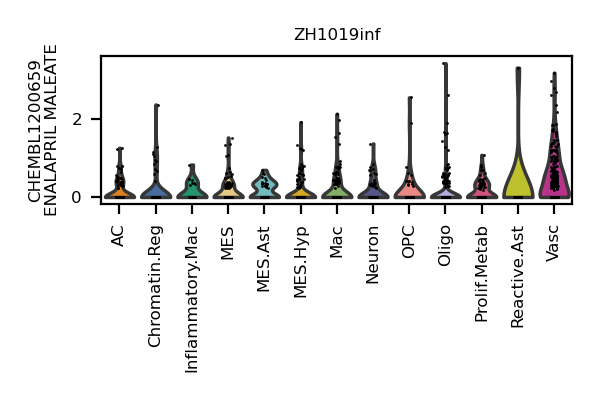 ZH1019inf
CHEMBL1200659
ENALAPRIL MALEATE
2
0
AC
Chromatin.Reg
Inflammatory.Mac
MES
MES.Ast
MES.Hyp
Mac
Neuron
OPC
Oligo
Prolif.Metab
Reactive.Ast
Vasc